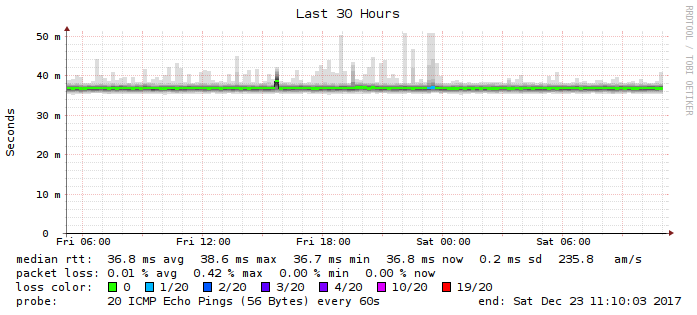 Last 30 Hours
RRDTOOL / TOBI OETIKER
Seconds
50 m
40 m
30 m
20 m
10 m
0
Fri 06:00 Fri 12:00 Fri 18:00 Sat 00:00 Sat 06:00
median rtt: 36.8 ms avg 38.6 ms max 36.7 ms min 36.8 ms now 0.2 ms sd 235.8 am/s
packet loss: 0.01 % avg 0.42 % max 0.00 % min 0.00 % now
loss color: 0 1/20 2/20 3/20 4/20 10/20 19/20
probe: 20 ICMP Echo Pings (56 Bytes) every 60s end: Sat Dec 23 11:10:03 2017